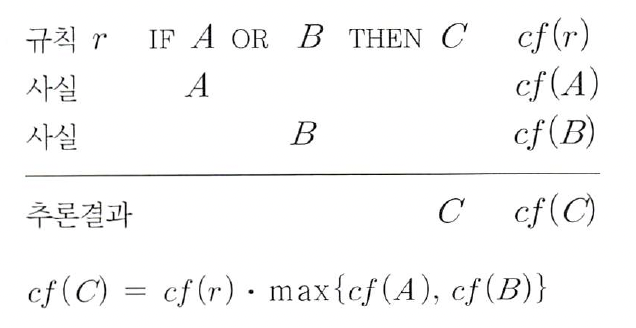 규칙 r IF A OR B THEN C cf(r)
사실 A cf(A)
사실 B cf(B)
추론결과 C cf(C)
cf(C) = cf(r) · max{cf(A), cf(B)}